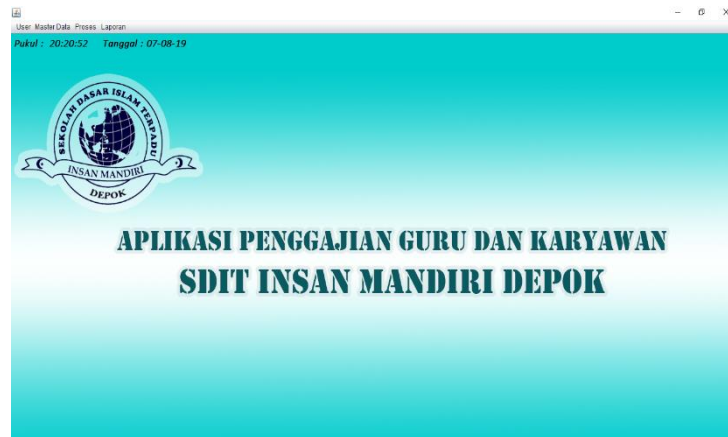 User Master Data Proses Laporan
Pukul : 20:20:52 Tanggal : 07-08-19
SEKOLAH DASAR ISLAM TERPADU
INSAN MANDIRI
DEPOK
APLIKASI PENGGAJIAN GURU DAN KARYAWAN
SDIT INSAN MANDIRI DEPOK